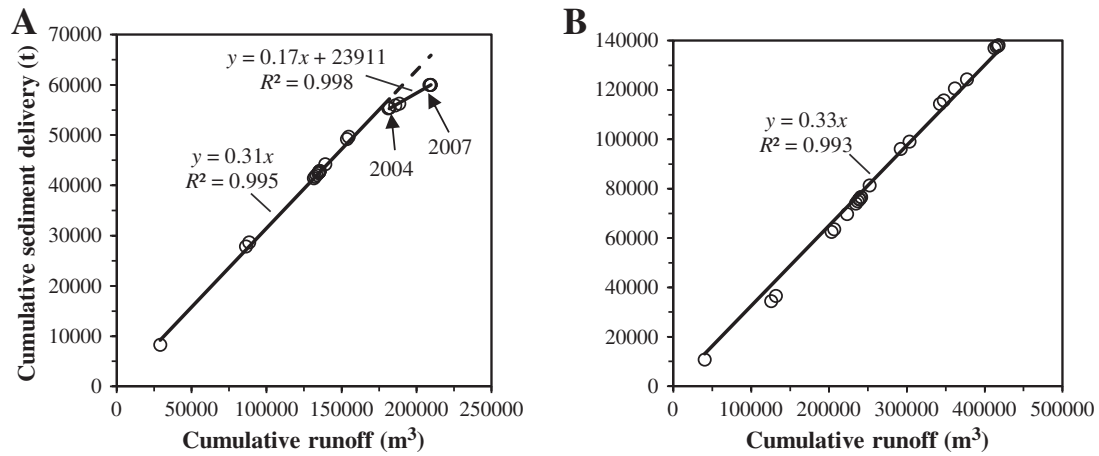 A
Cumulative sediment delivery (t)
70000
60000
50000
40000
30000
20000
10000
0
y = 0.17x + 23911
R² = 0.998
y = 0.31x
R² = 0.995
2004
2007
0
50000
100000
150000
200000
250000
Cumulative runoff (m³)
B
140000
120000
100000
80000
60000
40000
20000
0
y = 0.33x
R² = 0.993
0
100000
200000
300000
400000
500000
Cumulative runoff (m³)